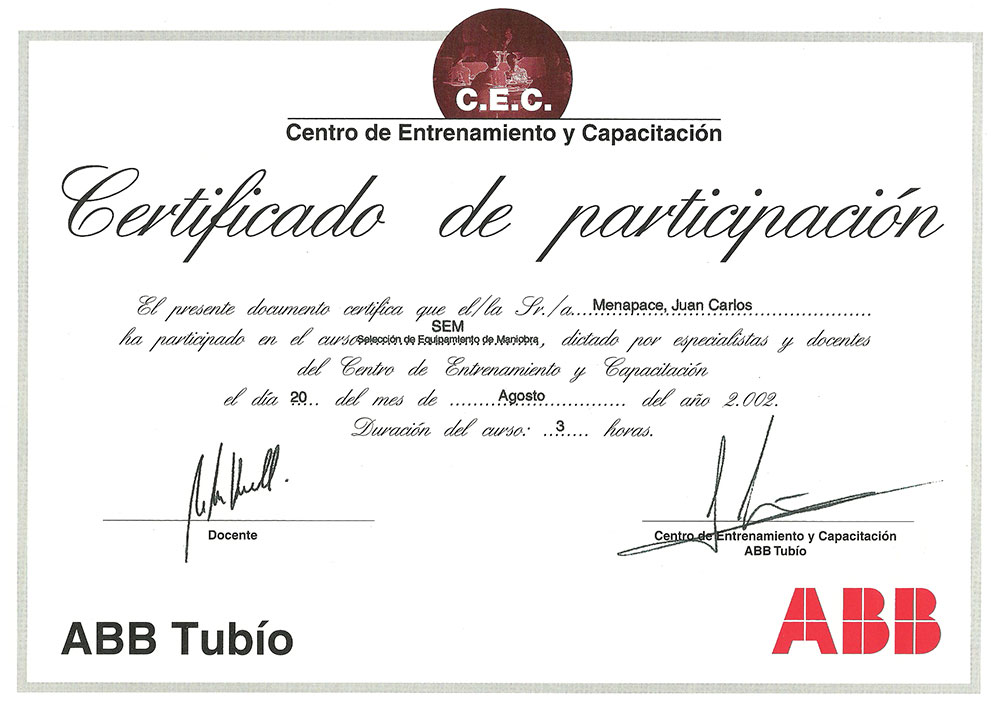 C.E.C.
Centro de Entrenamiento y Capacitación
Certificado de participación
El presente documento certifica que el/la Sr./a....Menapace, Juan Carlos....................
SEM
ha participado en el curso Selección de Equipamiento de Maniobra, dictado por especialistas y docentes
del Centro de Entrenamiento y Capacitación
el día 20.... del mes de ........Agosto............. del año 2.002.
Duración del curso: ...3..... horas.
Docente
Centro de Entrenamiento y Capacitación
ABB Tubío
ABB Tubío
ABB